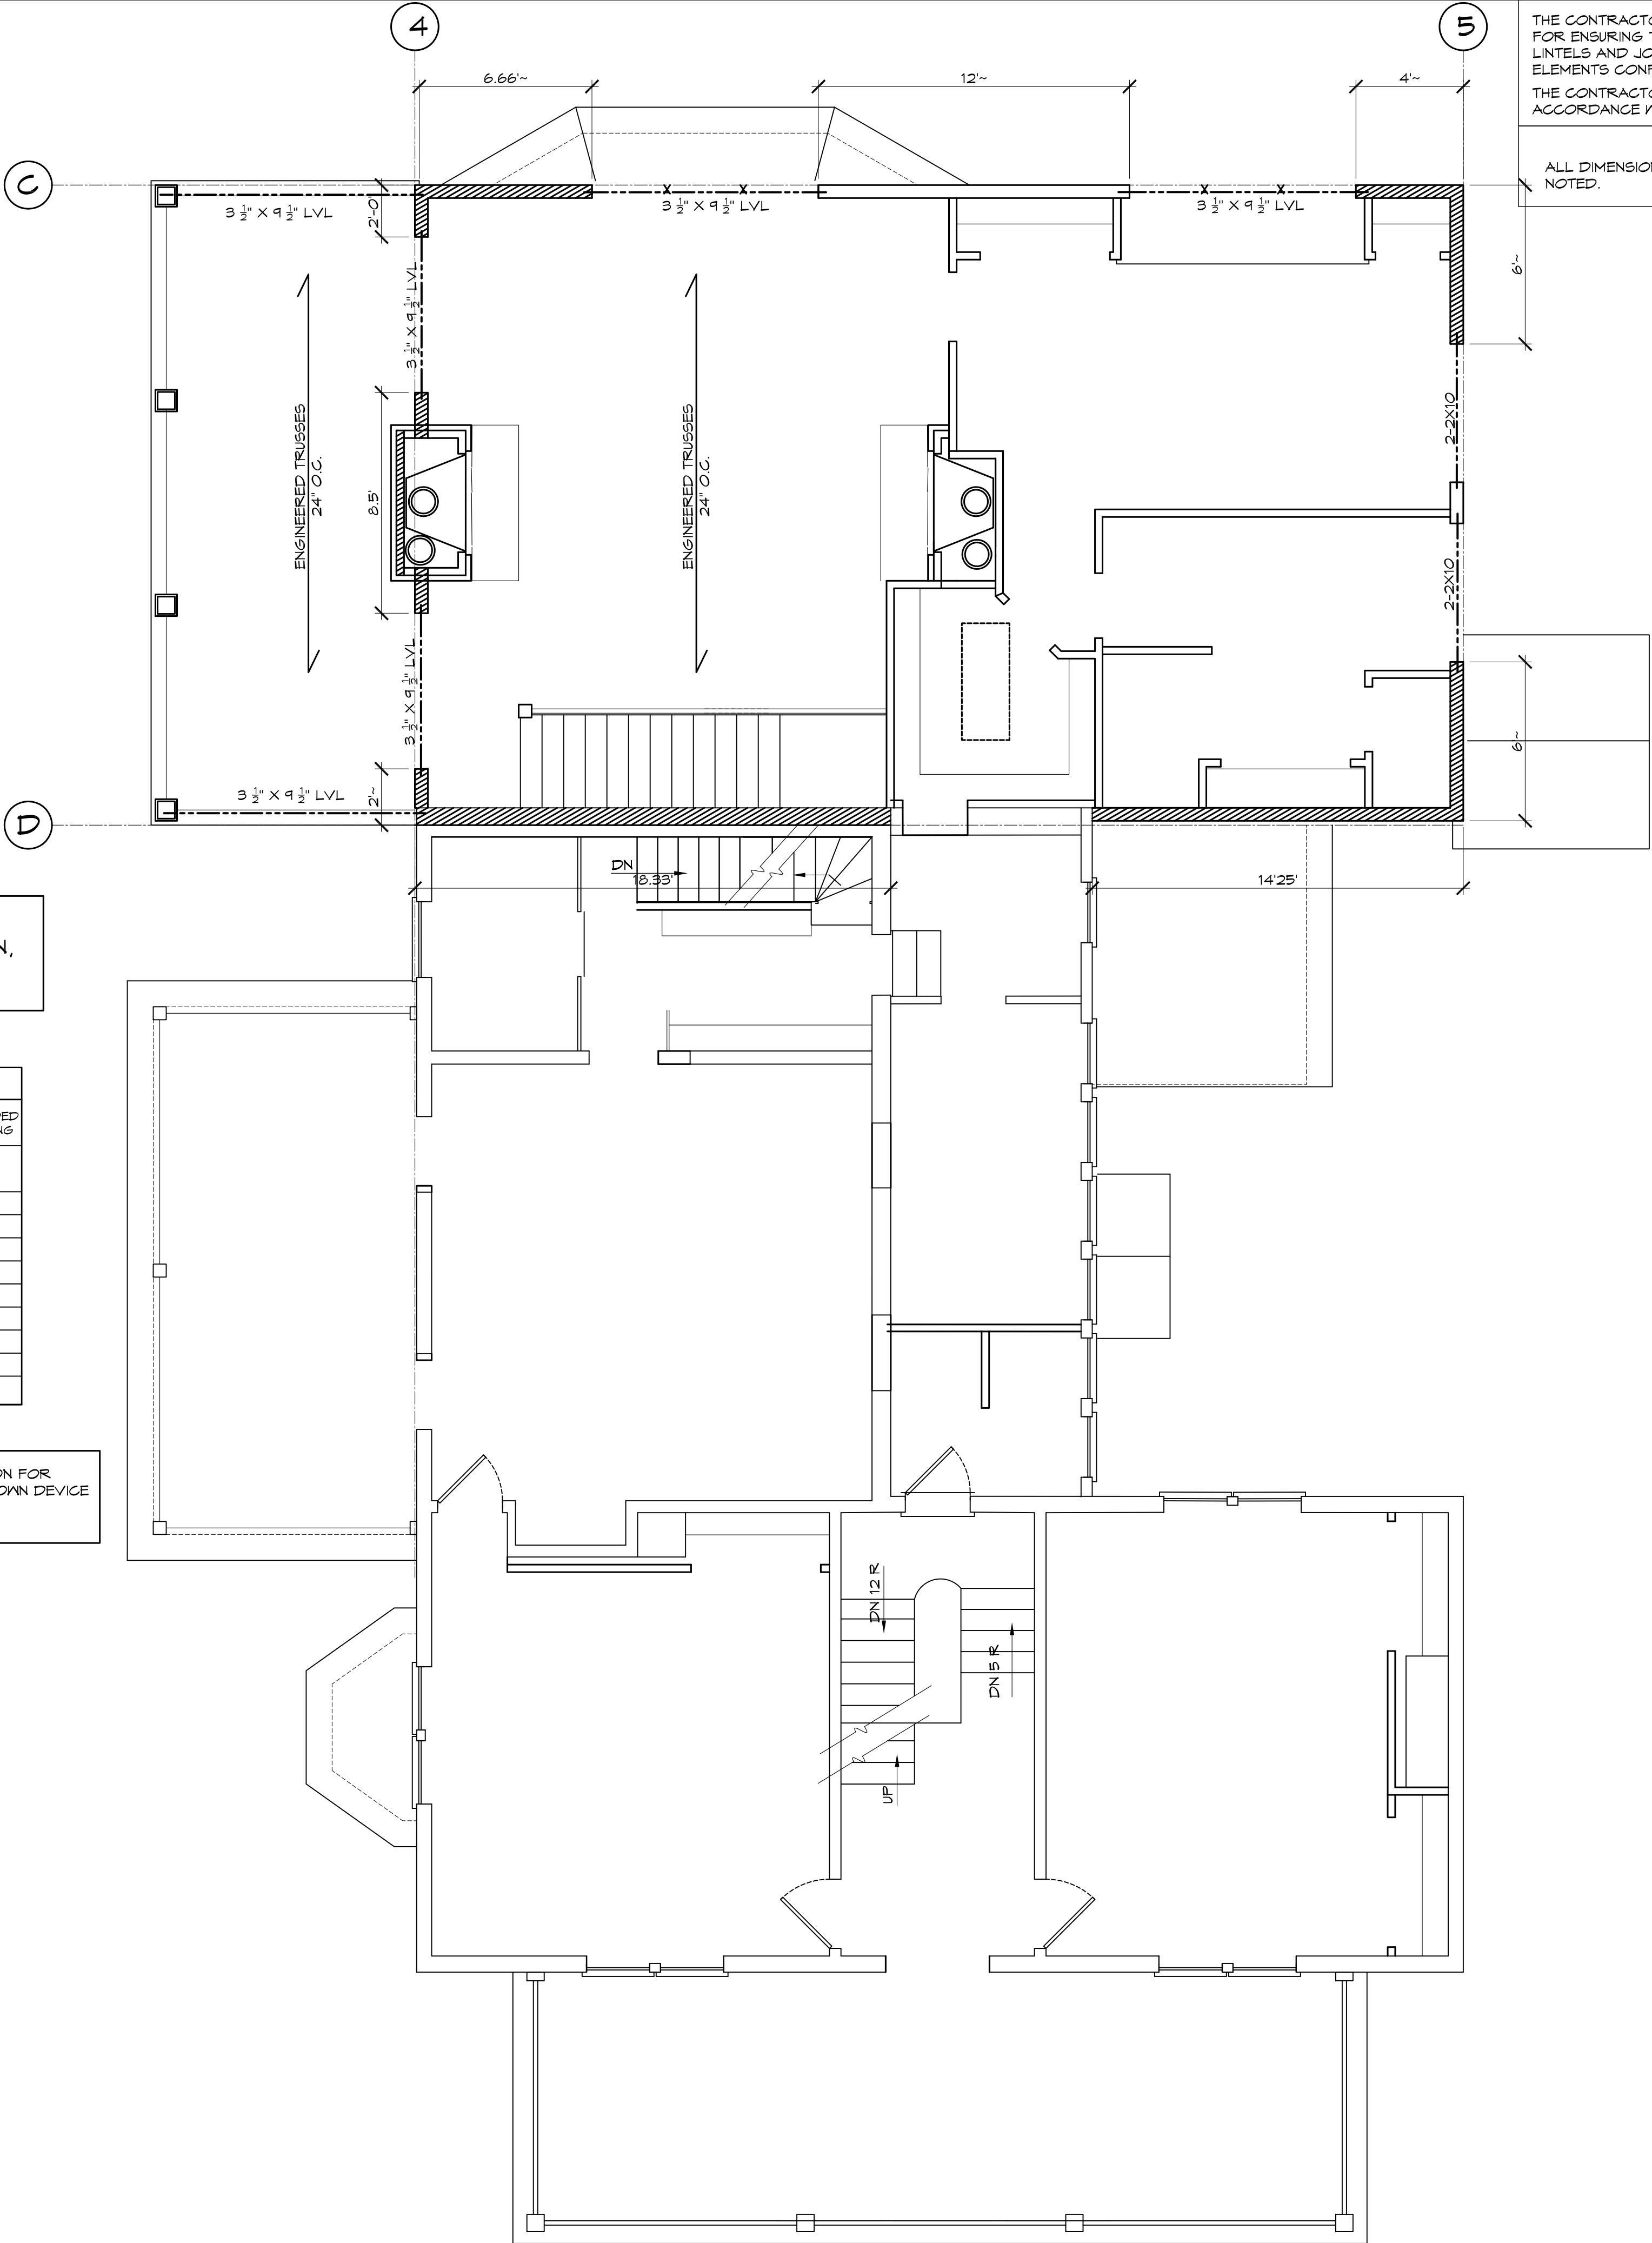 4
5
THE CONTRACTO
FOR ENSURING T
LINTELS AND JO
ELEMENTS CONF
THE CONTRACTO
ACCORDANCE W
ALL DIMENSION
NOTED.
6.66'~
12'~
4'~
C
3 1/2" X 9 1/2" LVL
2'-0"
3 1/2" X 9 1/2" LVL
3 1/2" X 9 1/2" LVL
3 1/2" X 9 1/2" LVL
6'~
ENGINEERED TRUSSES
24" O.C.
8.5'
ENGINEERED TRUSSES
24" O.C.
2-2X10
2-2X10
3 1/2" X 9 1/2" LVL
3 1/2" X 9 1/2" LVL
2'~
6'~
D
DN
18.33'
14'25'
N,
PED
NG
ON FOR
OWN DEVICE
DN 12 R
DN 5 R
UP